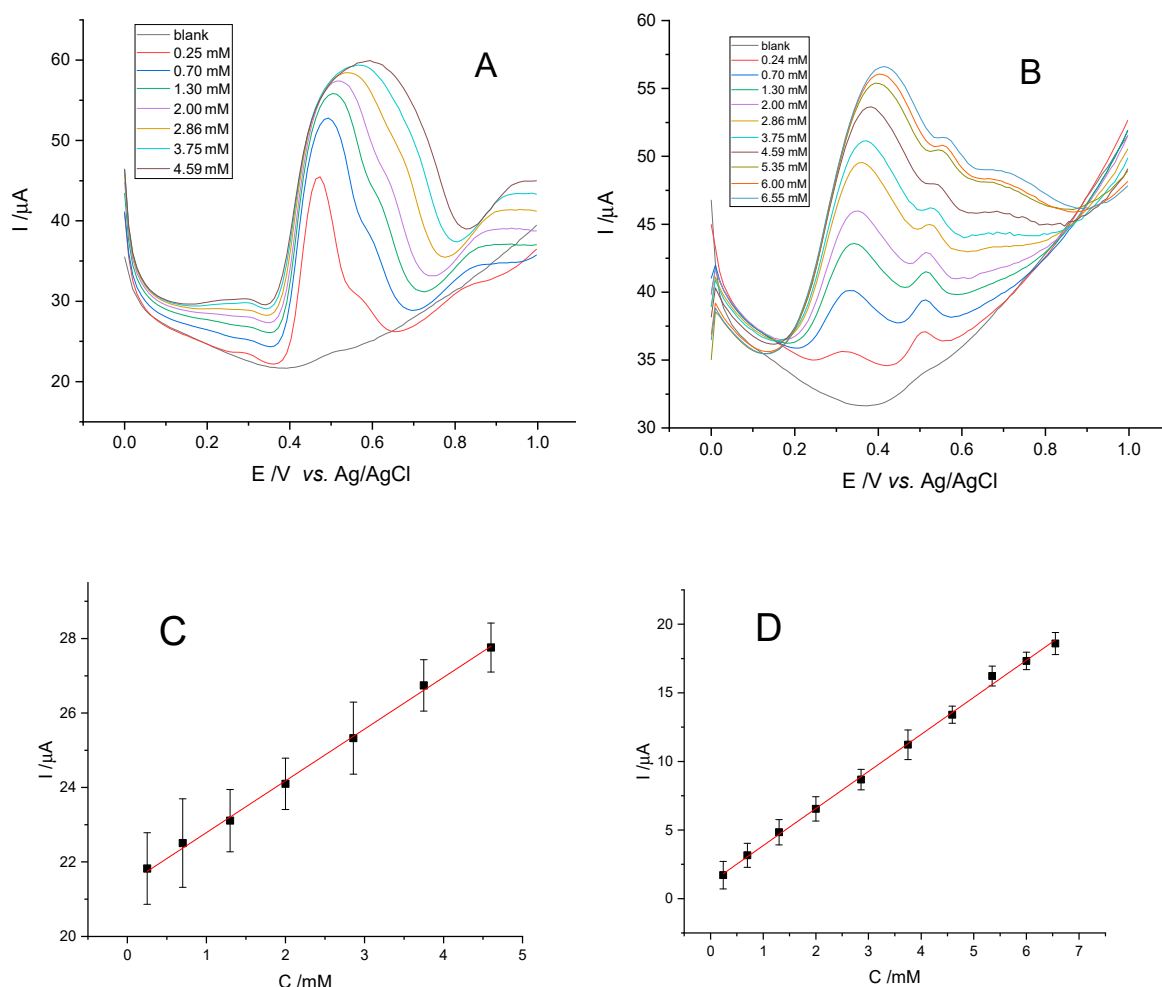 A
I /µA
60
50
40
30
20
0.0 0.2 0.4 0.6 0.8 1.0
E /V vs. Ag/AgCl
blank
0.25 mM
0.70 mM
1.30 mM
2.00 mM
2.86 mM
3.75 mM
4.59 mM
B
I /µA
60
55
50
45
40
35
30
0.0 0.2 0.4 0.6 0.8 1.0
E /V vs. Ag/AgCl
blank
0.24 mM
0.70 mM
1.30 mM
2.00 mM
2.86 mM
3.75 mM
4.59 mM
5.35 mM
6.00 mM
6.55 mM
C
I /µA
28
26
24
22
20
0 1 2 3 4 5
C /mM
D
I /µA
20
15
10
5
0
0 1 2 3 4 5 6 7
C /mM